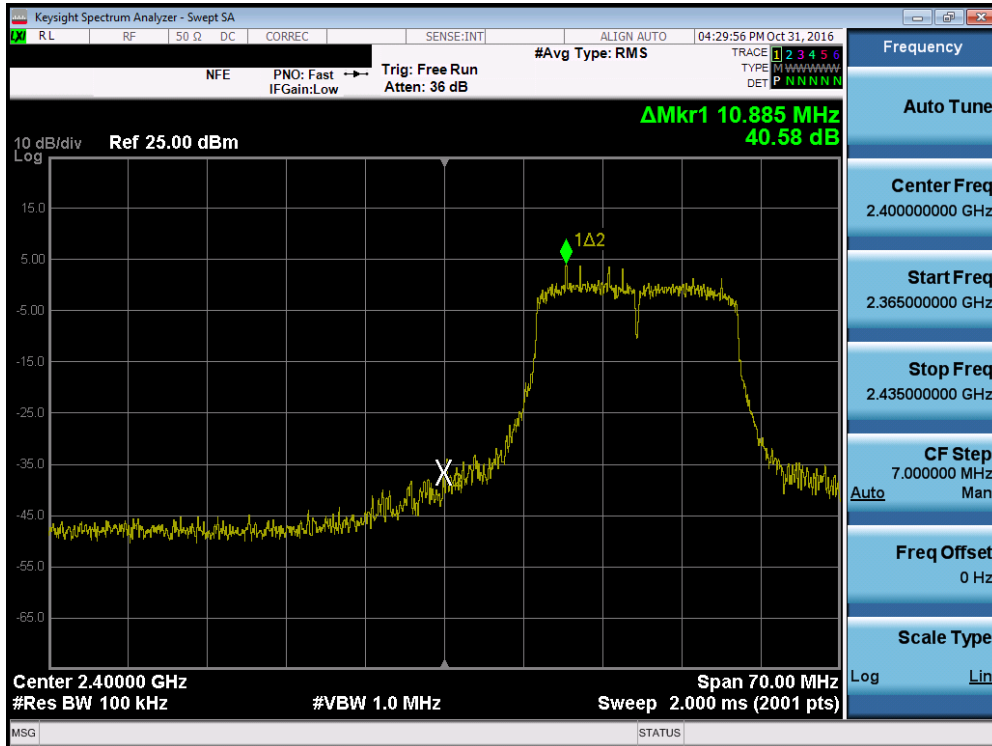 Keysight Spectrum Analyzer - Swept SA
LXI RL RF 50 Ω DC CORREC SENSE:INT ALIGN AUTO 04:29:56 PM Oct 31, 2016
NFE PNO: Fast Trig: Free Run #Avg Type: RMS TRACE 1 2 3 4 5 6
IFGain:Low Atten: 36 dB TYPE M W W W W W
DET P N N N N N
ΔMkr1 10.885 MHz
40.58 dB
10 dB/div Ref 25.00 dBm
Log
15.0
5.00
1Δ2
-5.00
-15.0
-25.0
-35.0
X
-45.0
-55.0
-65.0
Center 2.40000 GHz Span 70.00 MHz
#Res BW 100 kHz #VBW 1.0 MHz Sweep 2.000 ms (2001 pts)
MSG STATUS
Frequency
Auto Tune
Center Freq
2.400000000 GHz
Start Freq
2.365000000 GHz
Stop Freq
2.435000000 GHz
CF Step
7.000000 MHz
Auto Man
Freq Offset
0 Hz
Scale Type
Log Lin